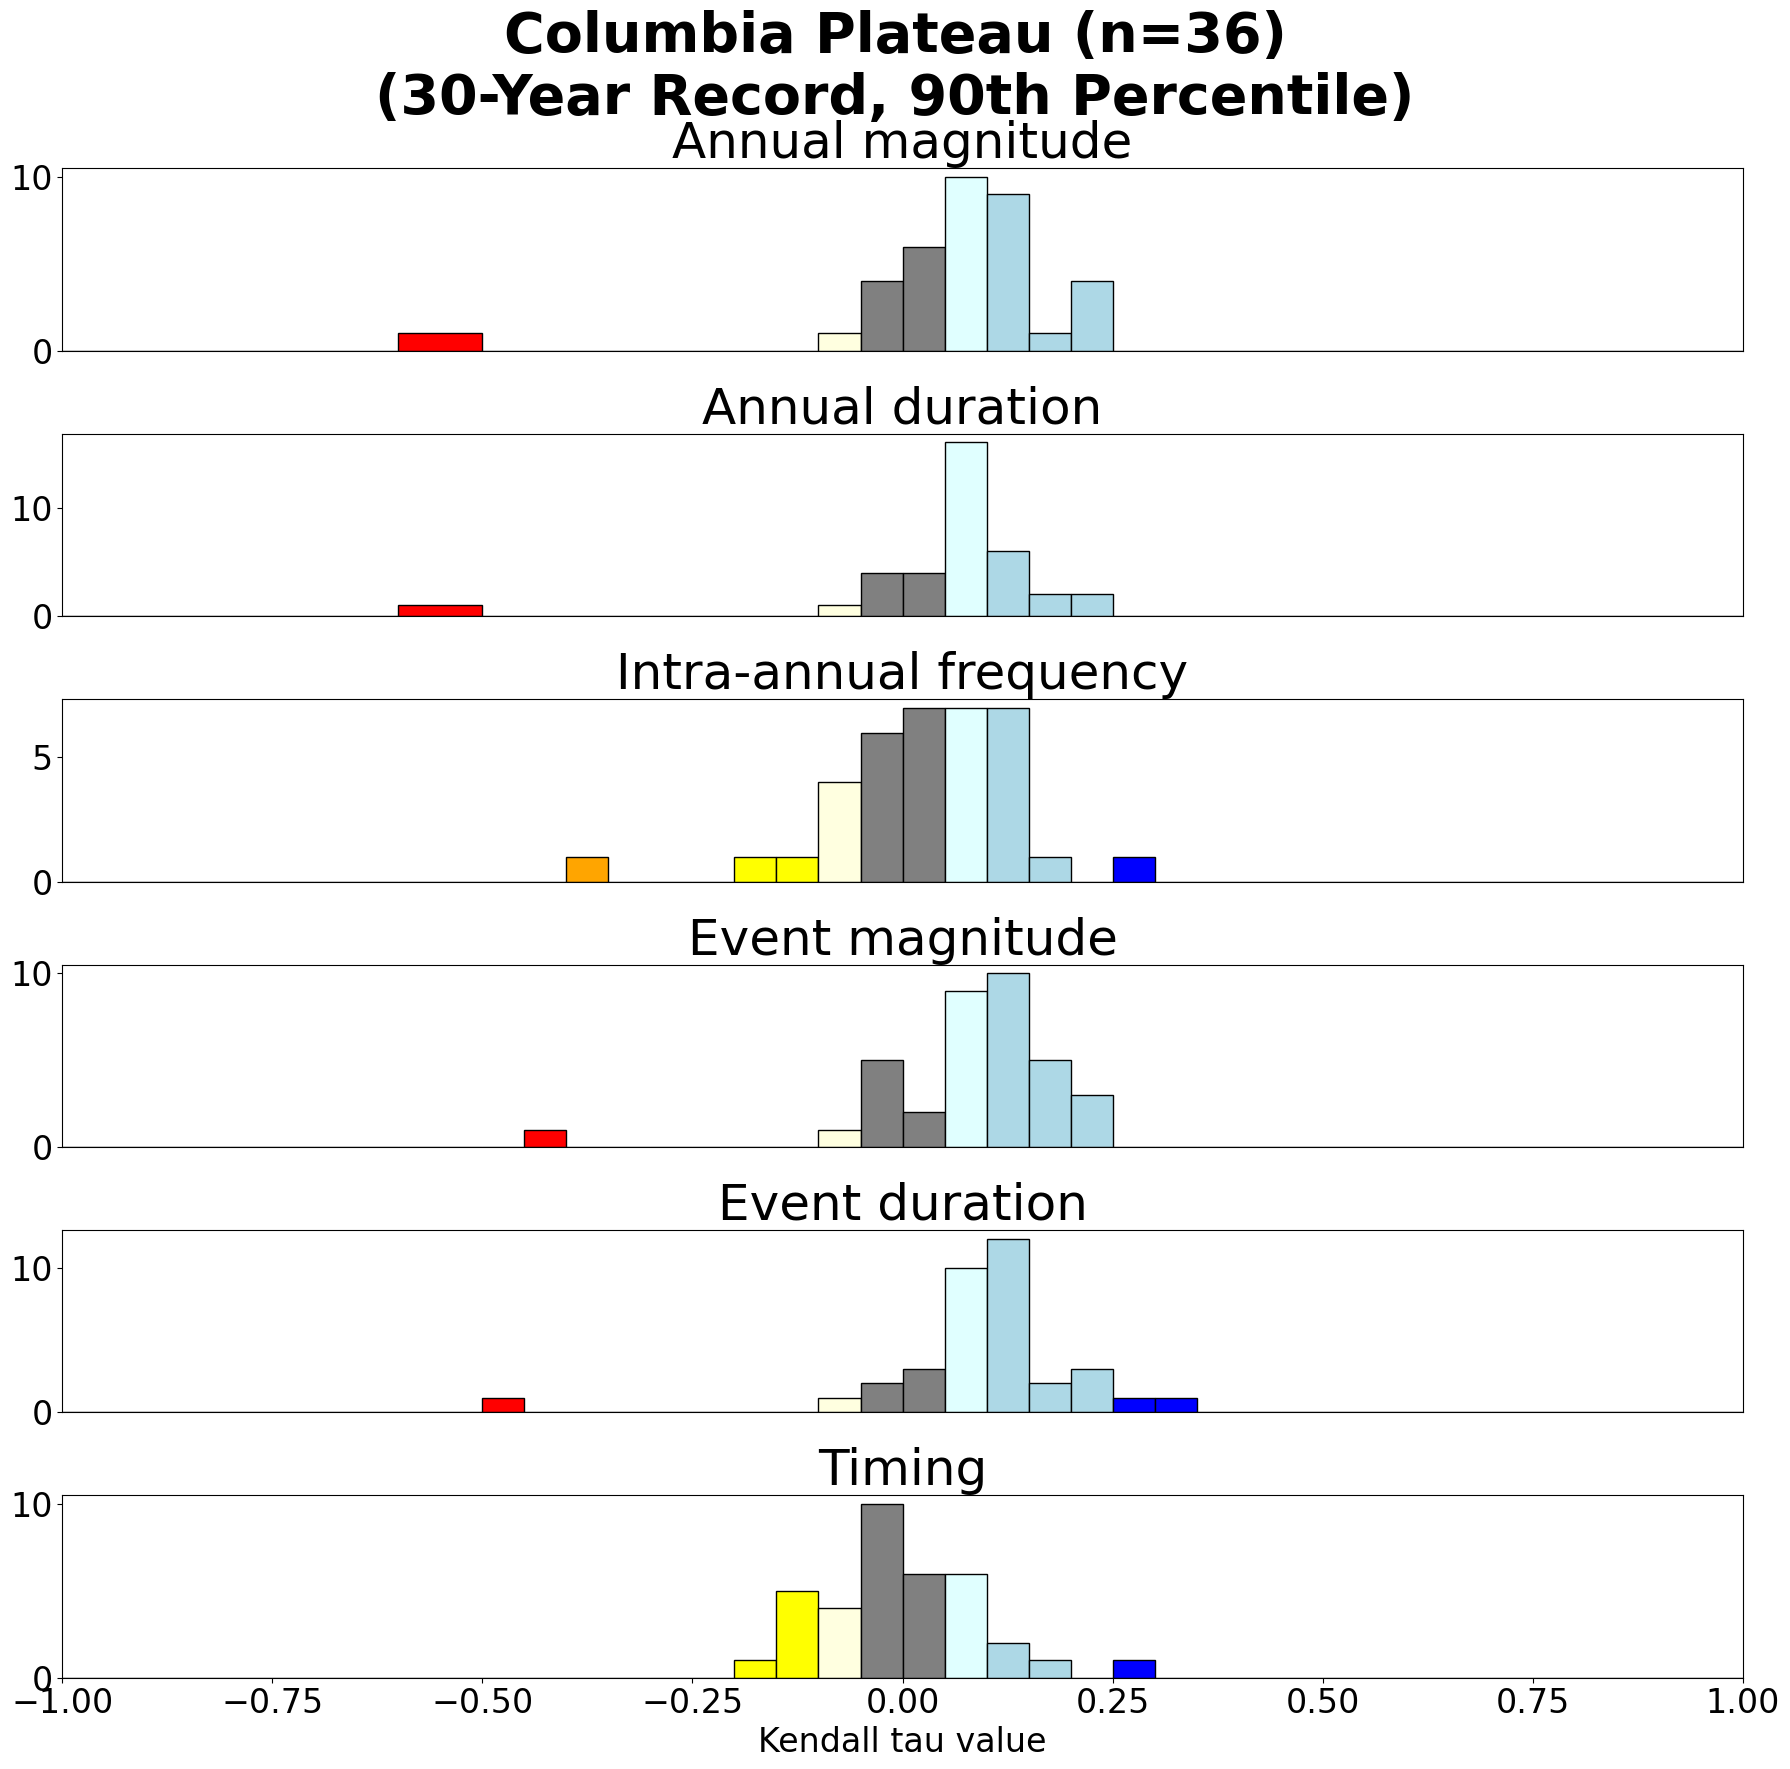 Columbia Plateau (n=36)
(30-Year Record, 90th Percentile)
Annual magnitude
10
0
Annual duration
10
0
Intra-annual frequency
5
0
Event magnitude
10
0
Event duration
10
0
Timing
10
0
−1.00 −0.75 −0.50 −0.25 0.00 0.25 0.50 0.75 1.00
Kendall tau value